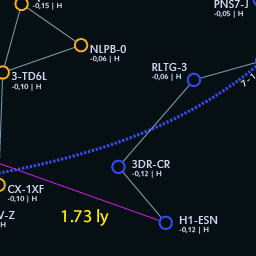 -0,15 | H
PNS7-J
-0,05 | H
NLPB-0
-0,06 | H
RLTG-3
-0,06 | H
3-TD6L
-0,10 | H
3DR-CR
-0,12 | H
CX-1XF
-0,10 | H
V-Z
1.73 ly
H1-ESN
-0,12 | H